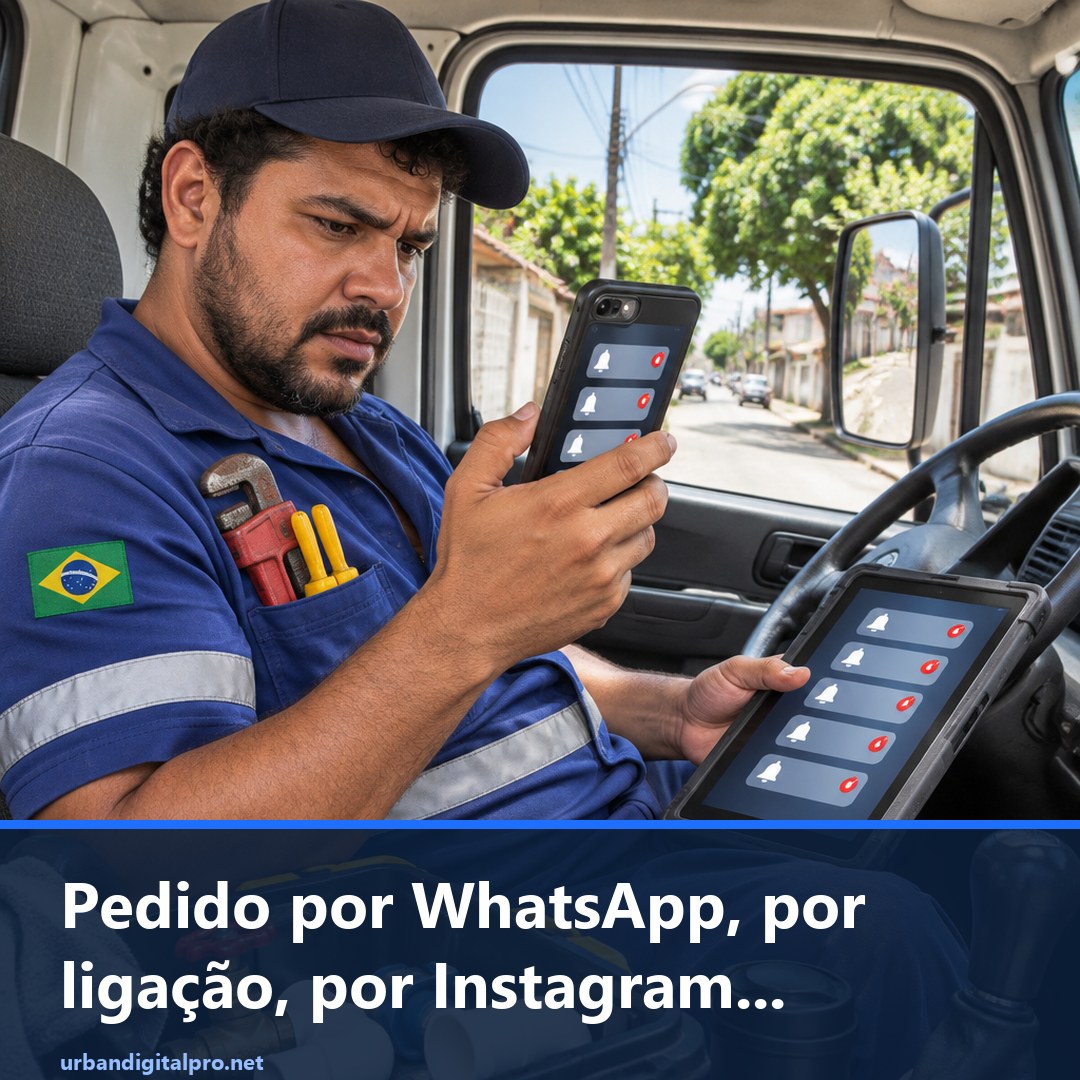 Pedido por WhatsApp, por
ligação, por Instagram...
urbandigitalpro.net